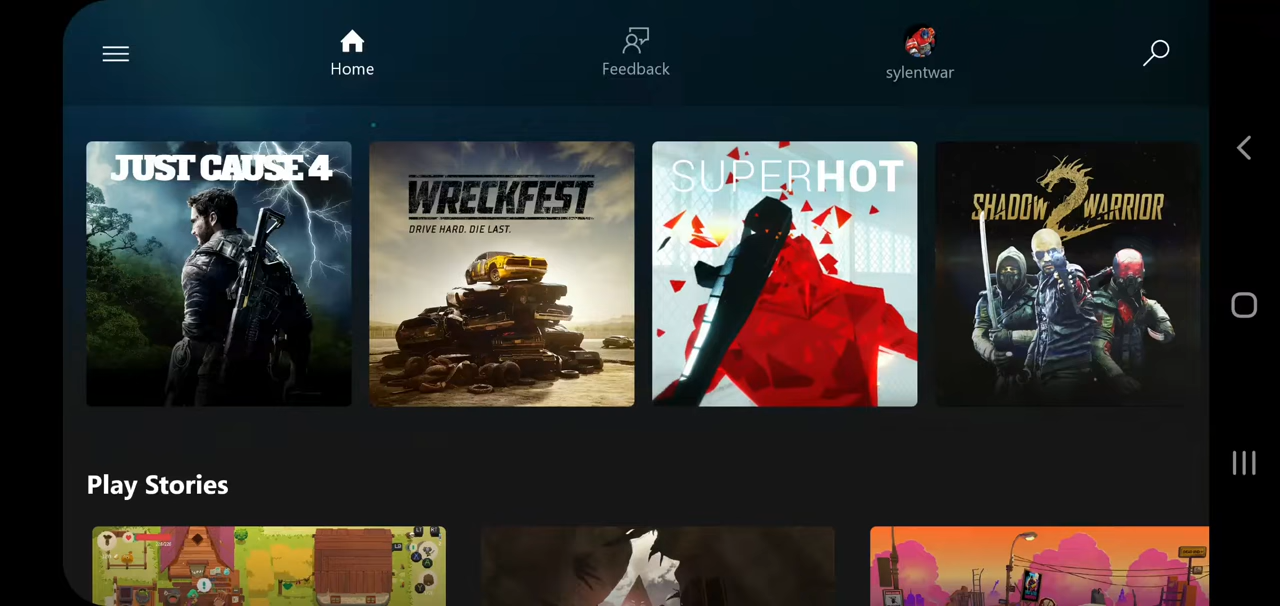 Home
Feedback
sylentwar
JUST CAUSE 4
WRECKFEST
DRIVE HARD. DIE LAST.
SUPERHOT
SHADOW 2 WARRIOR
Play Stories